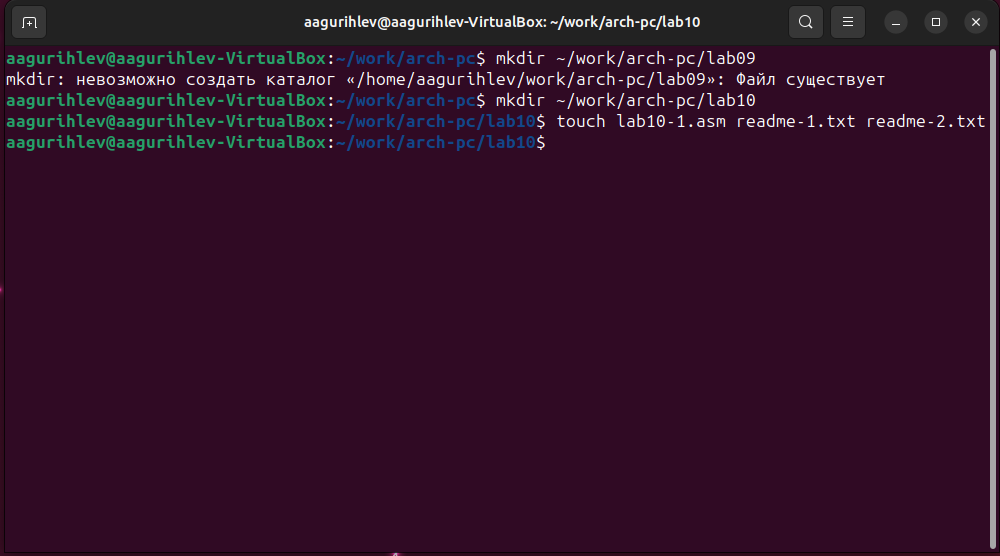 aagurihlev@aagurihlev-VirtualBox: ~/work/arch-pc/lab10
aagurihlev@aagurihlev-VirtualBox:~/work/arch-pc$ mkdir ~/work/arch-pc/lab09
mkdir: невозможно создать каталог «/home/aagurihlev/work/arch-pc/lab09»: Файл существует
aagurihlev@aagurihlev-VirtualBox:~/work/arch-pc$ mkdir ~/work/arch-pc/lab10
aagurihlev@aagurihlev-VirtualBox:~/work/arch-pc/lab10$ touch lab10-1.asm readme-1.txt readme-2.txt
aagurihlev@aagurihlev-VirtualBox:~/work/arch-pc/lab10$